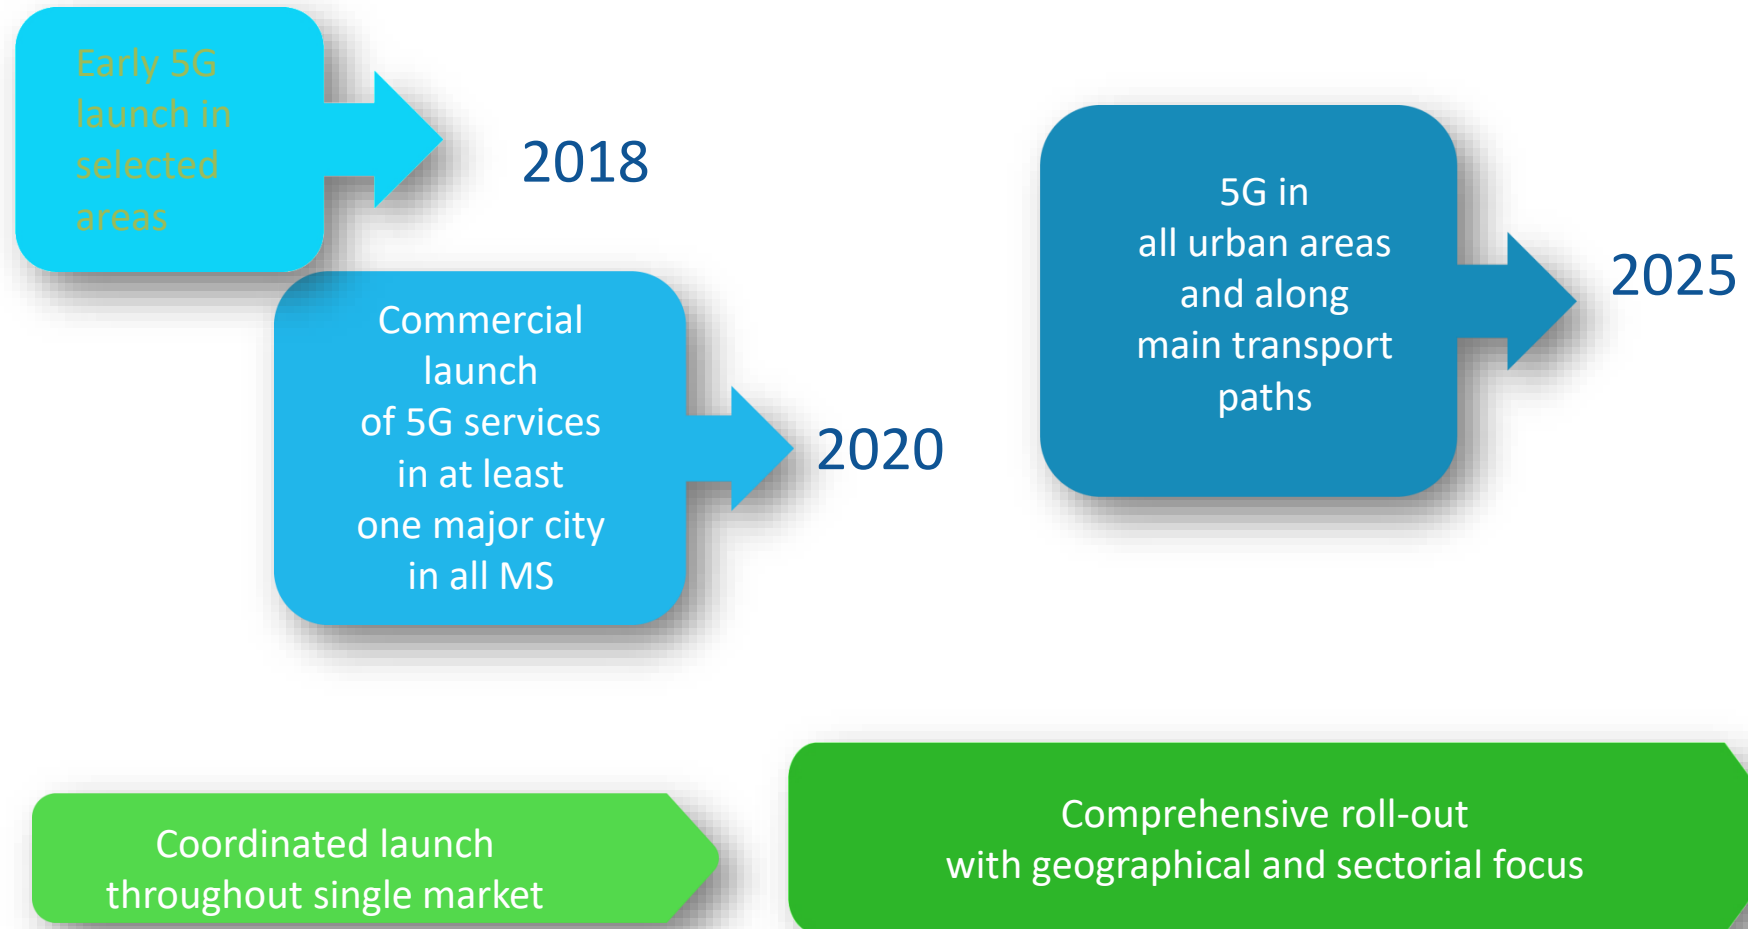 Early 5G
launch in
selected
areas
2018
Commercial
launch
of 5G services
in at least
one major city
in all MS
2020
5G in
all urban areas
and along
main transport
paths
2025
Coordinated launch
throughout single market
Comprehensive roll-out
with geographical and sectorial focus